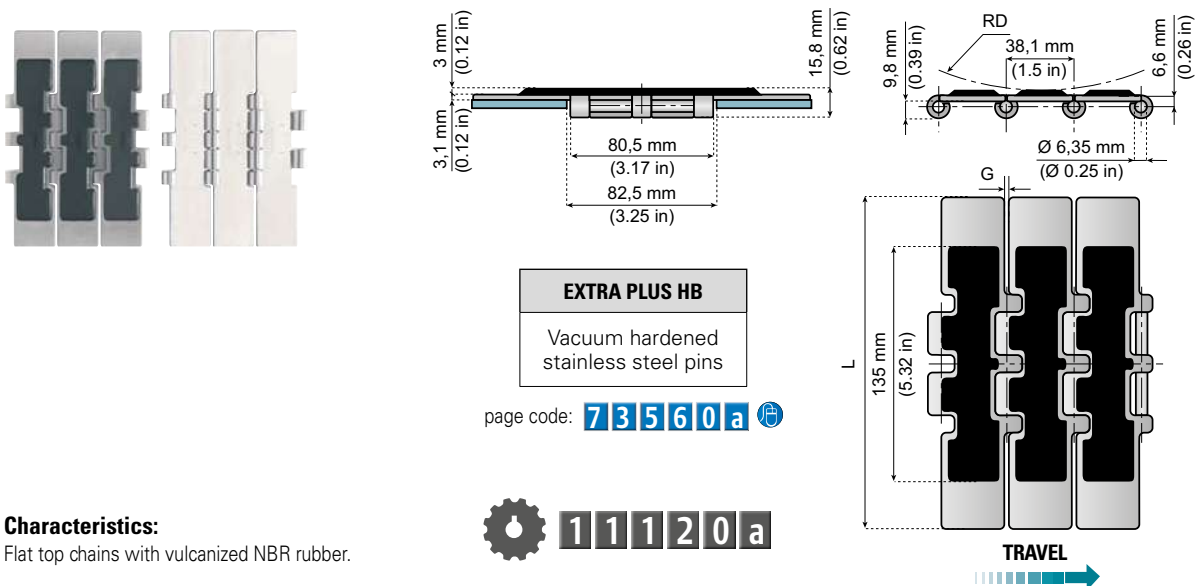 3 mm
(0.12 in)
3,1 mm
(0.12 in)
15,8 mm
(0.62 in)
80,5 mm
(3.17 in)
82,5 mm
(3.25 in)
RD
38,1 mm
(1.5 in)
9,8 mm
(0.39 in)
6,6 mm
(0.26 in)
Ø 6,35 mm
(Ø 0.25 in)
G
L
135 mm
(5.32 in)
TRAVEL
EXTRA PLUS HB
Vacuum hardened
stainless steel pins
page code: 73560a
11120a
Characteristics:
Flat top chains with vulcanized NBR rubber.